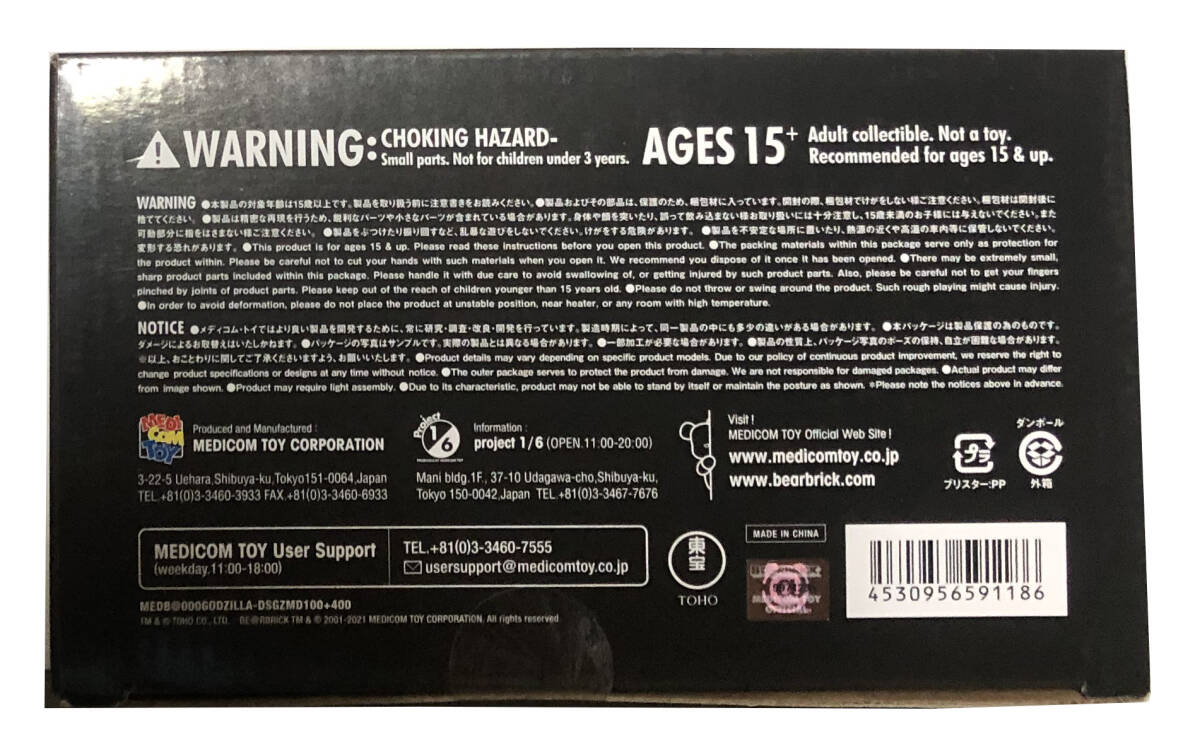 WARNING: CHOKING HAZARD-
Small parts. Not for children under 3 years.
AGES 15+ Adult collectible. Not a toy.
Recommended for ages 15 & up.
WARNING ●本製品の対象年齢は15歳以上です。製品を取り扱う前に注意書きをお読みください。●製品およびその部品は、保護のため、梱包材に入っています。開封の際、梱包材でけがをしない様ご注意ください。梱包材は開封後に
捨ててください。●製品は精密な再現を行うため、鋭利なパーツや小さなパーツが含まれている場合があります。身体や顔を突いたり、誤って飲み込まない様お取り扱いには十分注意し、15歳未満のお子様には与えないでください。また
可動部分に指をはさまない様ご注意ください。●製品をぶつけたり振り回すなど、乱暴な遊びをしないでください。けがをする危険があります。●製品を不安定な場所に置いたり、熱源の近くや高温の車内等に保管しないでください。
変形する恐れがあります。●This product is for ages 15 & up. Please read these instructions before you open this product. ●The packing materials within this package serve only as protection for
the product within. Please be careful not to cut your hands with such materials when you open it. We recommend you dispose of it once it has been opened. ●There may be extremely small,
sharp product parts included within this package. Please handle it with due care to avoid swallowing of, or getting injured by such product parts. Also, please be careful not to get your fingers
pinched by joints of product parts. Please keep out of the reach of children younger than 15 years old. ●Please do not throw or swing around the product. Such rough playing might cause injury.
●In order to avoid deformation, please do not place the product at unstable position, near heater, or any room with high temperature.
NOTICE ●メディコム・トイではより良い製品を開発するために、常に研究・調査・改良・開発を行っています。製造時期によって、同一製品の中にも多少の違いがある場合があります。●本パッケージは製品保護の為のものです。
ダメージによるお取替えはいたしかねます。●パッケージの写真はサンプルです。実際の製品とは異なる場合がございます。●一部加工が必要な場合がございます。●製品の性質上、パッケージ写真のポーズの保持、自立が困難な場合があります。
※以上、おことわりに関してご了承くださいますよう、お願いいたします。●Product details may vary depending on specific product models. Due to our policy of continuous product improvement, we reserve the right to
change product specifications or designs at any time without notice. ●The outer package serves to protect the product from damage. We are not responsible for damaged packages. ●Actual product may differ
from image shown. ●Product may require light assembly. ●Due to its characteristic, product may not be able to stand by itself or maintain the posture as shown. *Please note the notices above in advance.
MEDI COM TOY
Produced and Manufactured :
MEDICOM TOY CORPORATION
3-22-5 Uehara,Shibuya-ku,Tokyo151-0064,Japan
TEL.+81(0)3-3460-3933 FAX.+81(0)3-3460-6933
Project 1/6
PRODUCED BY MEDICOM TOY
Information :
project 1/6 (OPEN.11:00-20:00)
Mani bldg.1F., 37-10 Udagawa-cho,Shibuya-ku,
Tokyo 150-0042,Japan TEL.+81(0)3-3467-7676
Visit !
MEDICOM TOY Official Web Site !
www.medicomtoy.co.jp
www.bearbrick.com
プラ
ブリスター:PP
ダンボール
外箱
MEDICOM TOY User Support
(weekday.11:00-18:00)
TEL.+81(0)3-3460-7555
usersupport@medicomtoy.co.jp
東宝
TOHO
MADE IN CHINA
4530956591186
MEDB@000GODZILLA-DSGZMD100+400
TM & © TOHO CO., LTD. BE@RBRICK TM & © 2001-2021 MEDICOM TOY CORPORATION. All rights reserved.